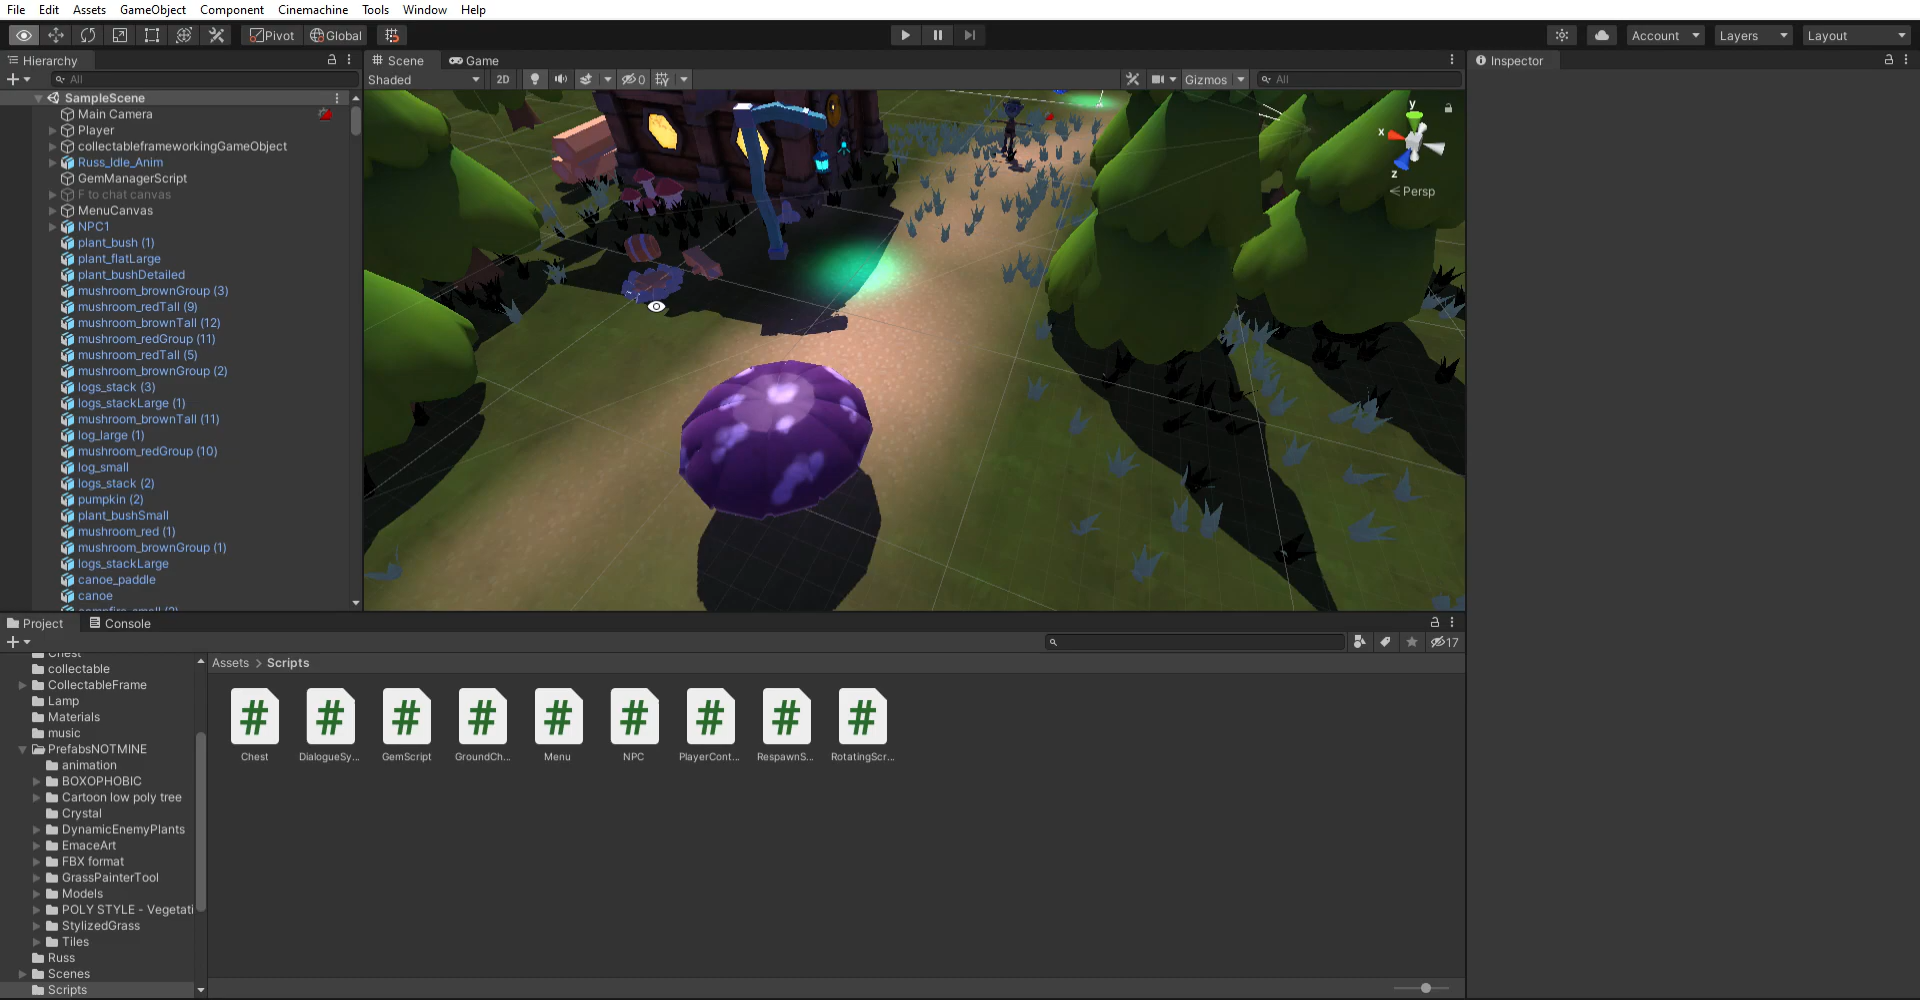 File Edit Assets GameObject Component Cinemachine Tools Window Help
Pivot Global Account Layers Layout
Hierarchy
All
SampleScene
Main Camera
Player
collectableframeworkingGameObject
Russ_Idle_Anim
GemManagerScript
F to chat canvas
MenuCanvas
NPC1
plant_bush (1)
plant_flatLarge
plant_bushDetailed
mushroom_brownGroup (3)
mushroom_redTall (9)
mushroom_brownTall (12)
mushroom_redGroup (11)
mushroom_redTall (5)
mushroom_brownGroup (2)
logs_stack (3)
logs_stackLarge (1)
mushroom_brownTall (11)
log_large (1)
mushroom_redGroup (10)
log_small
logs_stack (2)
pumpkin (2)
plant_bushSmall
mushroom_red (1)
mushroom_brownGroup (1)
logs_stackLarge
canoe_paddle
canoe
campfire_small (2)
Scene Game
Shaded 2D 0 Gizmos All
y
x
z
Persp
Inspector
Project Console
17
Chest
collectable
CollectableFrame
Lamp
Materials
music
PrefabsNOTMINE
animation
BOXOPHOBIC
Cartoon low poly tree
Crystal
DynamicEnemyPlants
EmaceArt
FBX format
GrassPainterTool
Models
POLY STYLE - Vegetati
StylizedGrass
Tiles
Russ
Scenes
Scripts
Assets > Scripts
# # # # # # # # #
Chest DialogueSy... GemScript GroundCh... Menu NPC PlayerCont... RespawnS... RotatingScr...